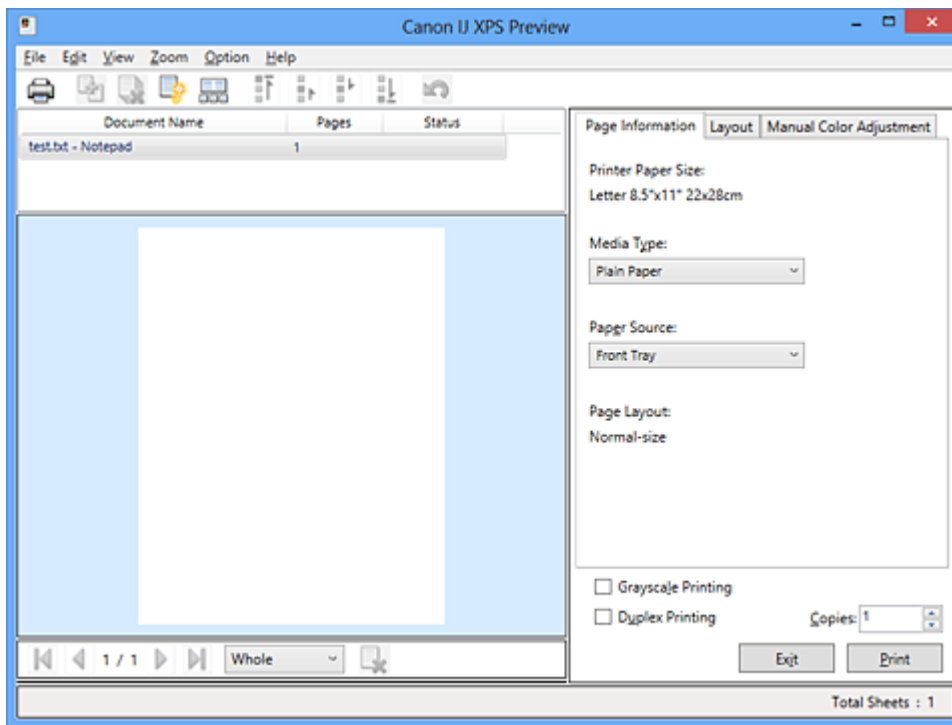 Canon IJ XPS Preview
File Edit View Zoom Option Help
Document Name Pages Status
test.txt - Notepad 1
Page Information Layout Manual Color Adjustment
Printer Paper Size:
Letter 8.5"x11" 22x28cm
Media Type:
Plain Paper
Paper Source:
Front Tray
Page Layout:
Normal-size
Grayscale Printing
Duplex Printing Copies: 1
1 / 1 Whole Exit Print
Total Sheets : 1